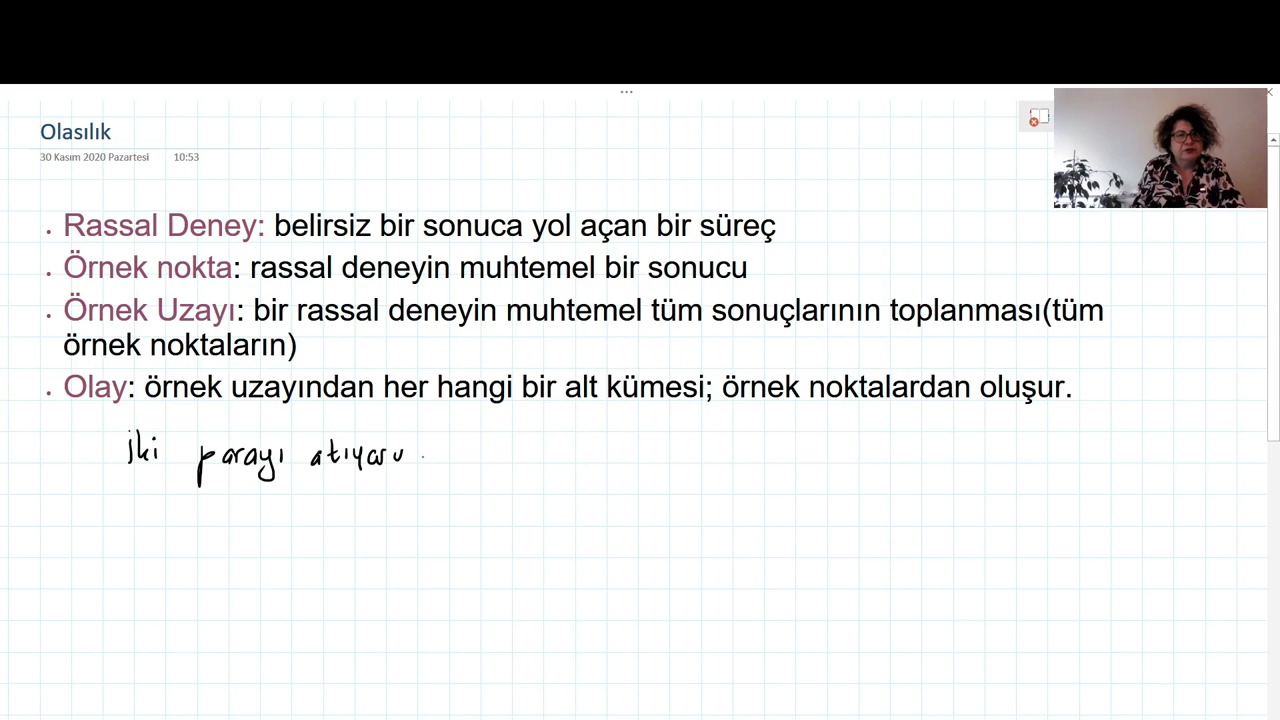 Olasılık
30 Kasım 2020 Pazartesi 10:53
• Rassal Deney: belirsiz bir sonuca yol açan bir süreç
• Örnek nokta: rassal deneyin muhtemel bir sonucu
• Örnek Uzayı: bir rassal deneyin muhtemel tüm sonuçlarının toplanması(tüm
örnek noktaların)
• Olay: örnek uzayından her hangi bir alt kümesi; örnek noktalardan oluşur.
İki parayı atıyoru